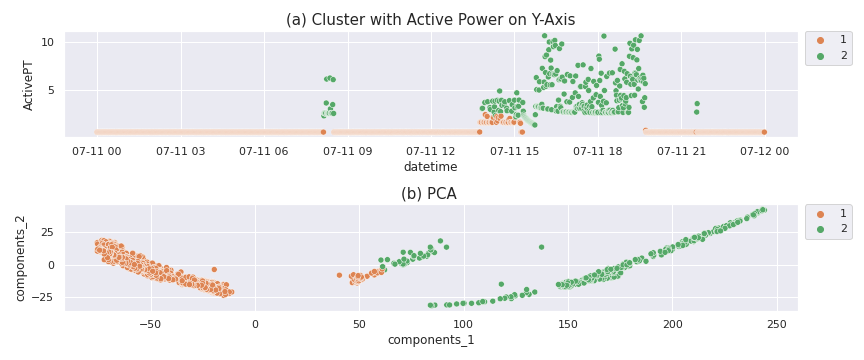 (a) Cluster with Active Power on Y-Axis
10
5
ActivePT
1
2
07-11 00 07-11 03 07-11 06 07-11 09 07-11 12 07-11 15 07-11 18 07-11 21 07-12 00
datetime
(b) PCA
25
0
−25
components_2
1
2
−50 0 50 100 150 200 250
components_1